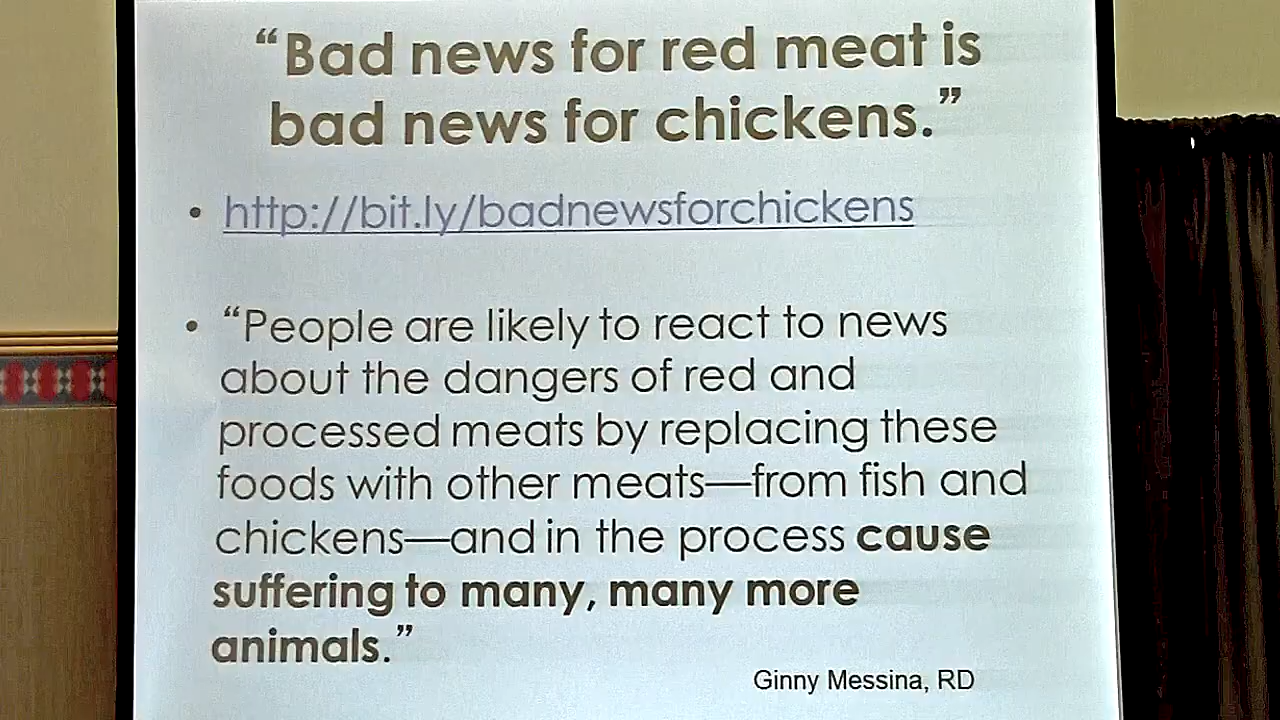 “Bad news for red meat is
bad news for chickens.”
• http://bit.ly/badnewsforchickens
• “People are likely to react to news
about the dangers of red and
processed meats by replacing these
foods with other meats—from fish and
chickens—and in the process cause
suffering to many, many more
animals.”
Ginny Messina, RD